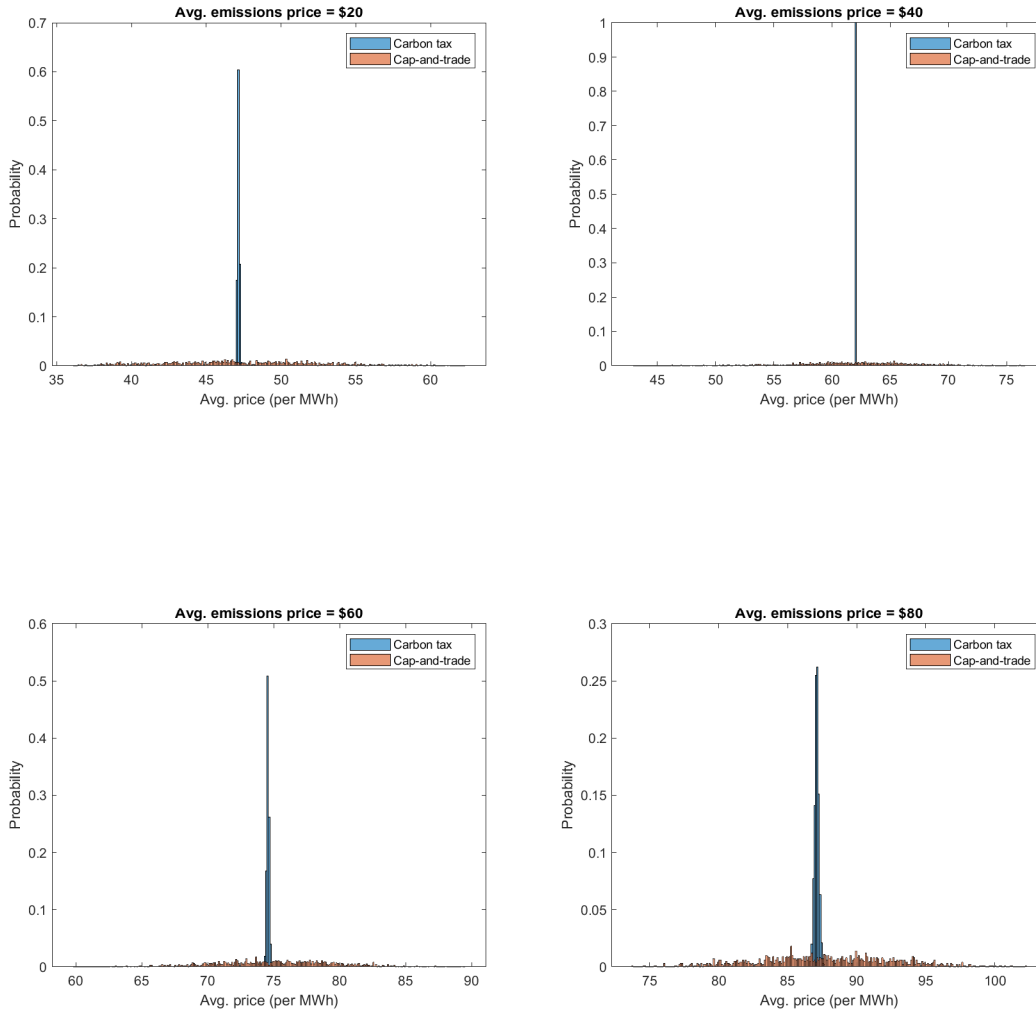 Avg. emissions price = $20
0.7
0.6
0.5
0.4
0.3
0.2
0.1
0
Probability
Carbon tax
Cap-and-trade
35 40 45 50 55 60
Avg. price (per MWh)
Avg. emissions price = $40
1
0.9
0.8
0.7
0.6
0.5
0.4
0.3
0.2
0.1
0
Probability
Carbon tax
Cap-and-trade
45 50 55 60 65 70 75
Avg. price (per MWh)
Avg. emissions price = $60
0.6
0.5
0.4
0.3
0.2
0.1
0
Probability
Carbon tax
Cap-and-trade
60 65 70 75 80 85 90
Avg. price (per MWh)
Avg. emissions price = $80
0.3
0.25
0.2
0.15
0.1
0.05
0
Probability
Carbon tax
Cap-and-trade
75 80 85 90 95 100
Avg. price (per MWh)